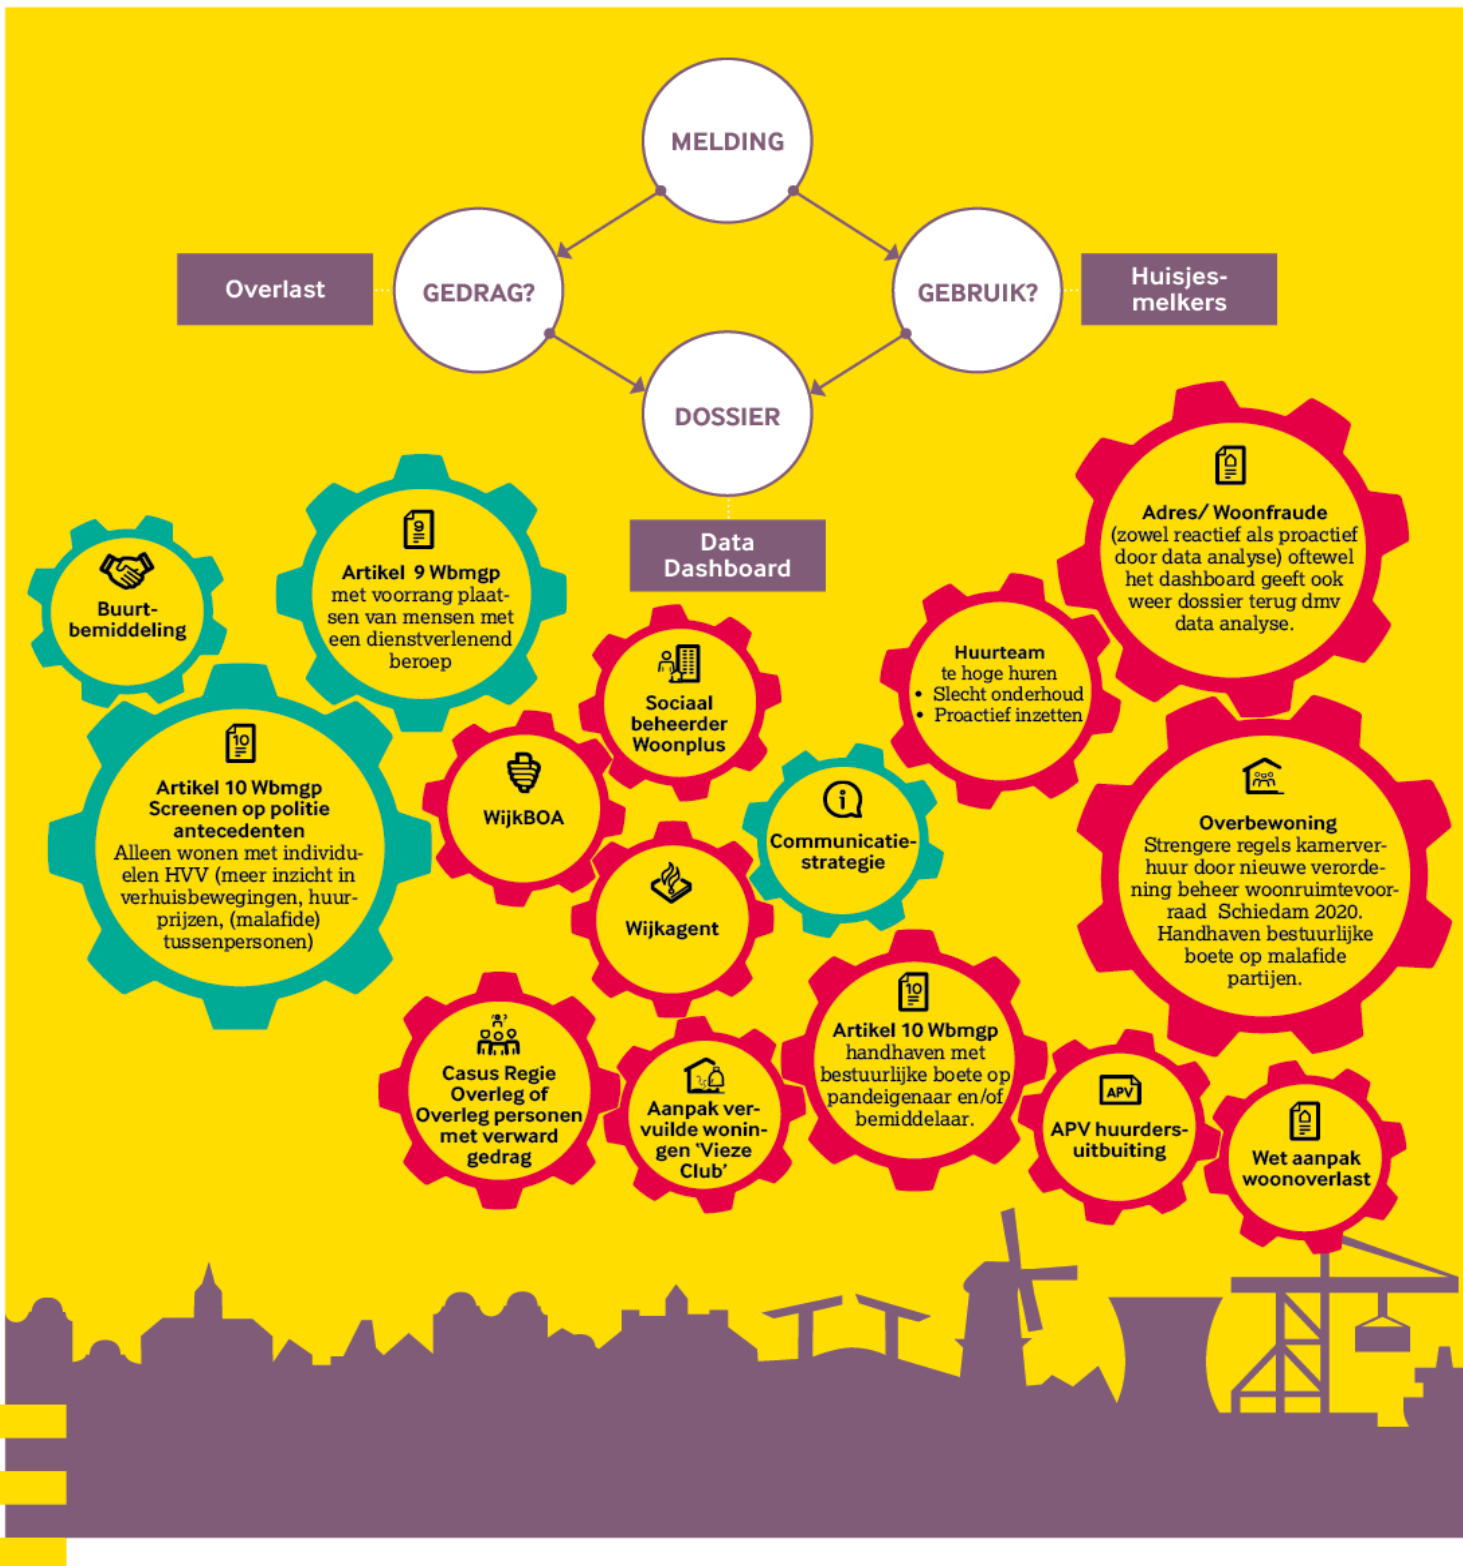 MELDING
Overlast
GEDRAG?
GEBRUIK?
Huisjes-
melkers
DOSSIER
Data
Dashboard
Buurt-
bemiddeling
9
Artikel 9 Wbmgp
met voorrang plaat-
sen van mensen met
een dienstverlenend
beroep
10
Artikel 10 Wbmgp
Screenen op politie
antecedenten
Alleen wonen met individu-
elen HVV (meer inzicht in
verhuisbewegingen, huur-
prijzen, (malafide)
tussenpersonen)
Sociaal
beheerder
Woonplus
WijkBOA
Wijkagent
Communicatie-
strategie
Huurteam
te hoge huren
• Slecht onderhoud
• Proactief inzetten
Adres/ Woonfraude
(zowel reactief als proactief
door data analyse) oftewel
het dashboard geeft ook
weer dossier terug dmv
data analyse.
Overbewoning
Strengere regels kamerver-
huur door nieuwe verorde-
ning beheer woonruimtevoor-
raad Schiedam 2020.
Handhaven bestuurlijke
boete op malafide
partijen.
Casus Regie
Overleg of
Overleg personen
met verward
gedrag
Aanpak ver-
vuilde wonin-
gen 'Vieze
Club'
10
Artikel 10 Wbmgp
handhaven met
bestuurlijke boete op
pandeigenaar en/of
bemiddelaar.
APV
APV huurders-
uitbuiting
Wet aanpak
woonoverlast